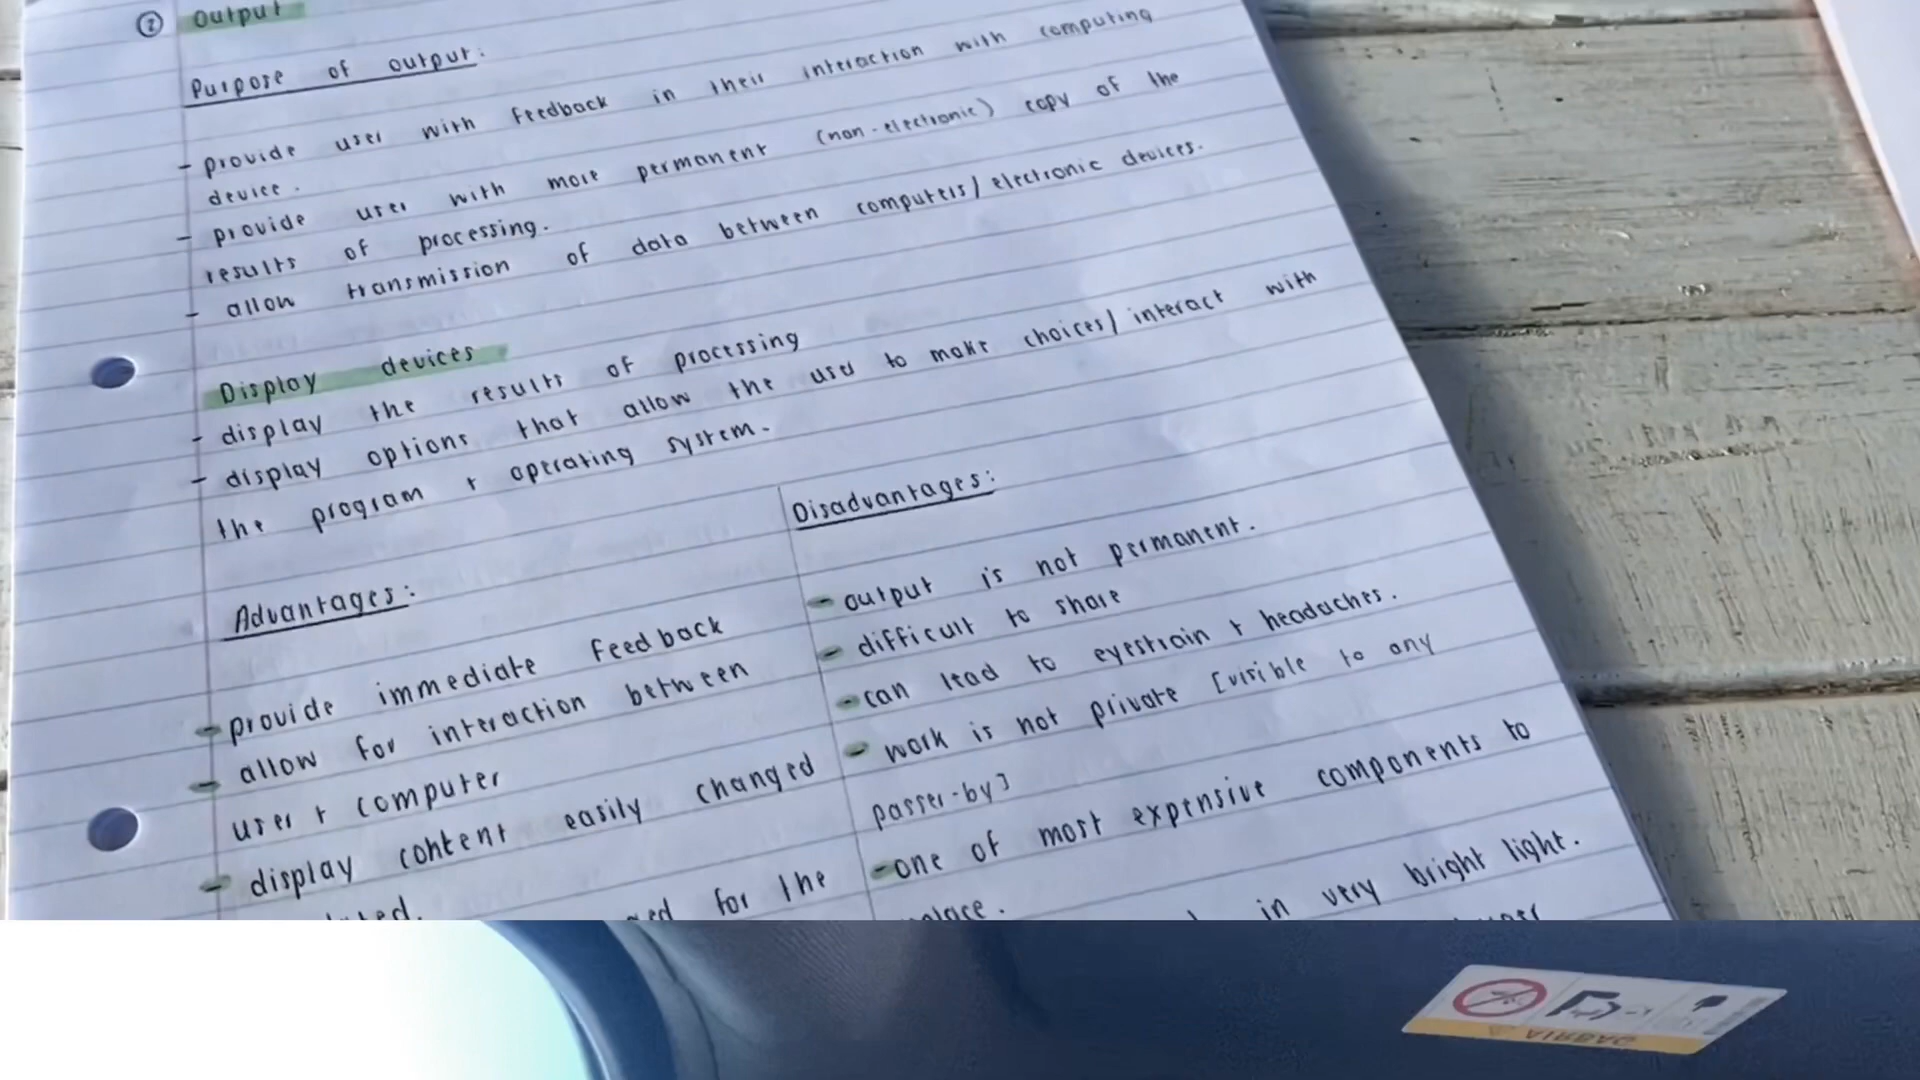 ② Output
Purpose of output:
- provide user with feedback in their interaction with computing
device.
- provide user with more permanent (non-electronic) copy of the
results of processing.
- allow transmission of data between computers/electronic devices.
Display devices
- display the results of processing
- display options that allow the user to make choices/interact with
the program + operating system.
Advantages:
- provide immediate feedback
- allow for interaction between
user + computer
- display content easily changed
for the
Disadvantages:
- output is not permanent.
- difficult to share
- can lead to eyestrain + headaches.
- work is not private [visible to any
passer-by]
- one of most expensive components to
in very bright light.
AIRBAG